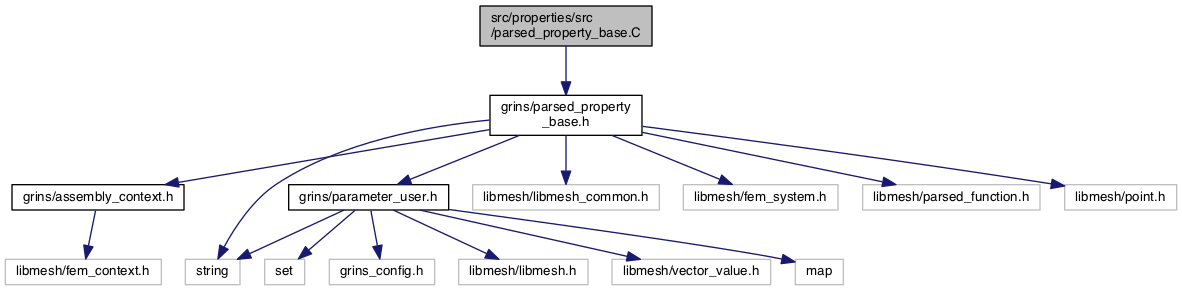 src/properties/src
/parsed_property_base.C
grins/parsed_property
_base.h
grins/assembly_context.h
grins/parameter_user.h
libmesh/libmesh_common.h
libmesh/fem_system.h
libmesh/parsed_function.h
libmesh/point.h
libmesh/fem_context.h
string
set
grins_config.h
libmesh/libmesh.h
libmesh/vector_value.h
map